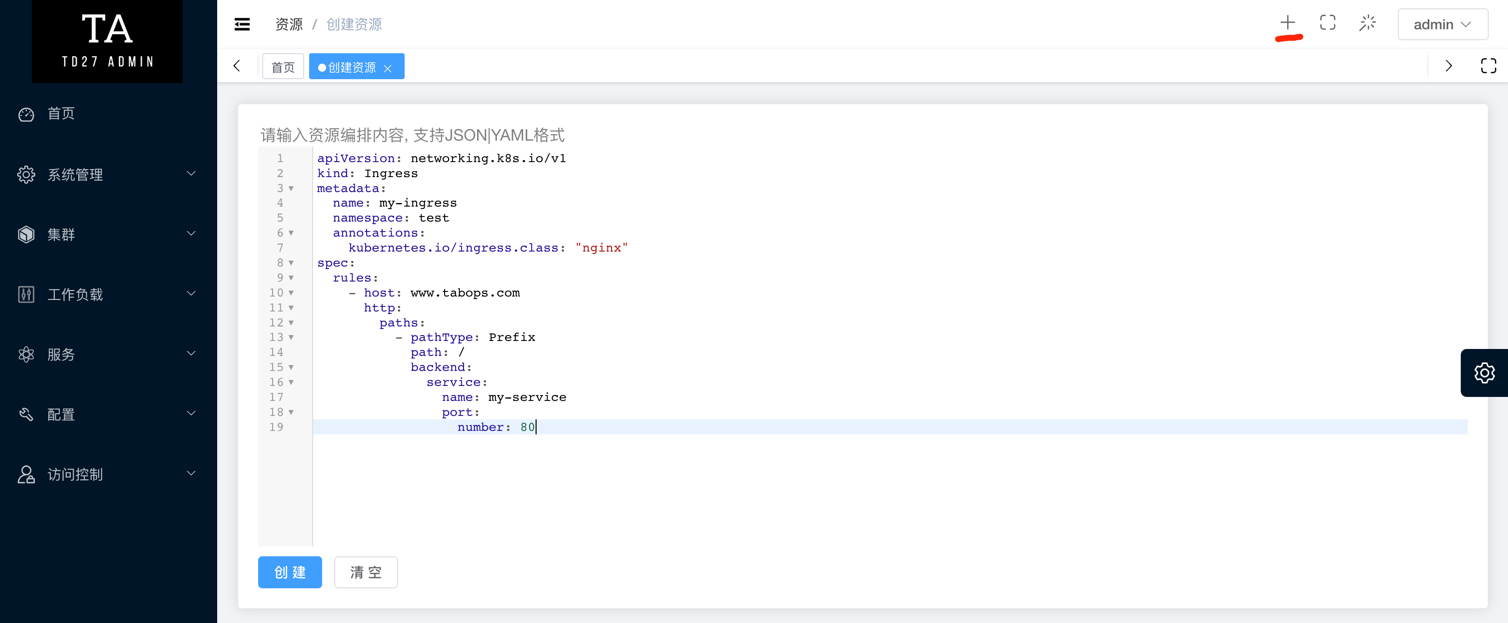 TA
TD27 ADMIN
首页
系统管理
集群
工作负载
服务
配置
访问控制
资源 / 创建资源
admin
首页
创建资源
请输入资源编排内容, 支持JSON|YAML格式
1 apiVersion: networking.k8s.io/v1
2 kind: Ingress
3 metadata:
4   name: my-ingress
5   namespace: test
6   annotations:
7     kubernetes.io/ingress.class: "nginx"
8 spec:
9   rules:
10     - host: www.tabops.com
11       http:
12         paths:
13           - pathType: Prefix
14             path: /
15             backend:
16               service:
17                 name: my-service
18                 port:
19                   number: 80
创建
清空